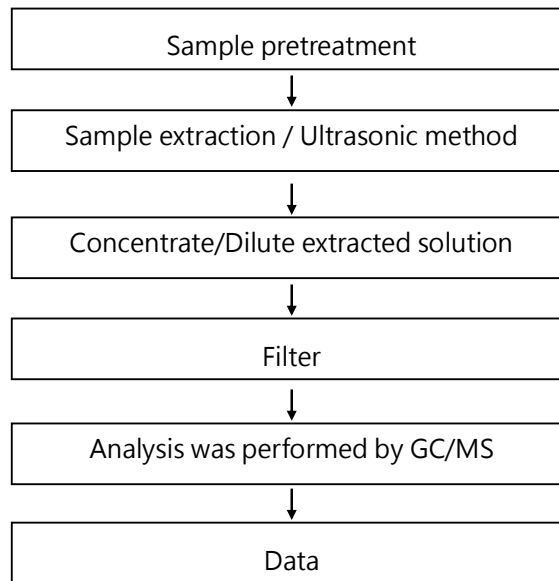 Sample pretreatment
Sample extraction / Ultrasonic method
Concentrate/Dilute extracted solution
Filter
Analysis was performed by GC/MS
Data